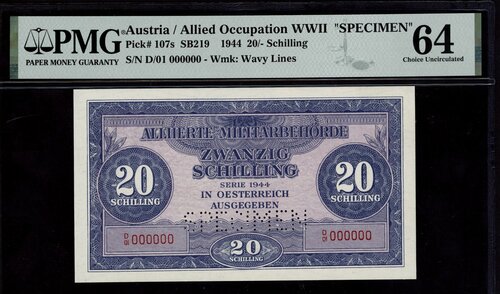 PMG
PAPER MONEY GUARANTY
Austria / Allied Occupation WWII "SPECIMEN"
Pick# 107s SB219 1944 20/- Schilling
S/N D/01 000000 - Wmk: Wavy Lines
64
Choice Uncirculated
ALLIIERTE MILITÄRBEHÖRDE
ZWANZIG
SCHILLING
SERIE 1944
IN OESTERREICH
AUSGEGEBEN
20
SCHILLING
20
SCHILLING
SPECIMEN
000000
000000
20
SCHILLING